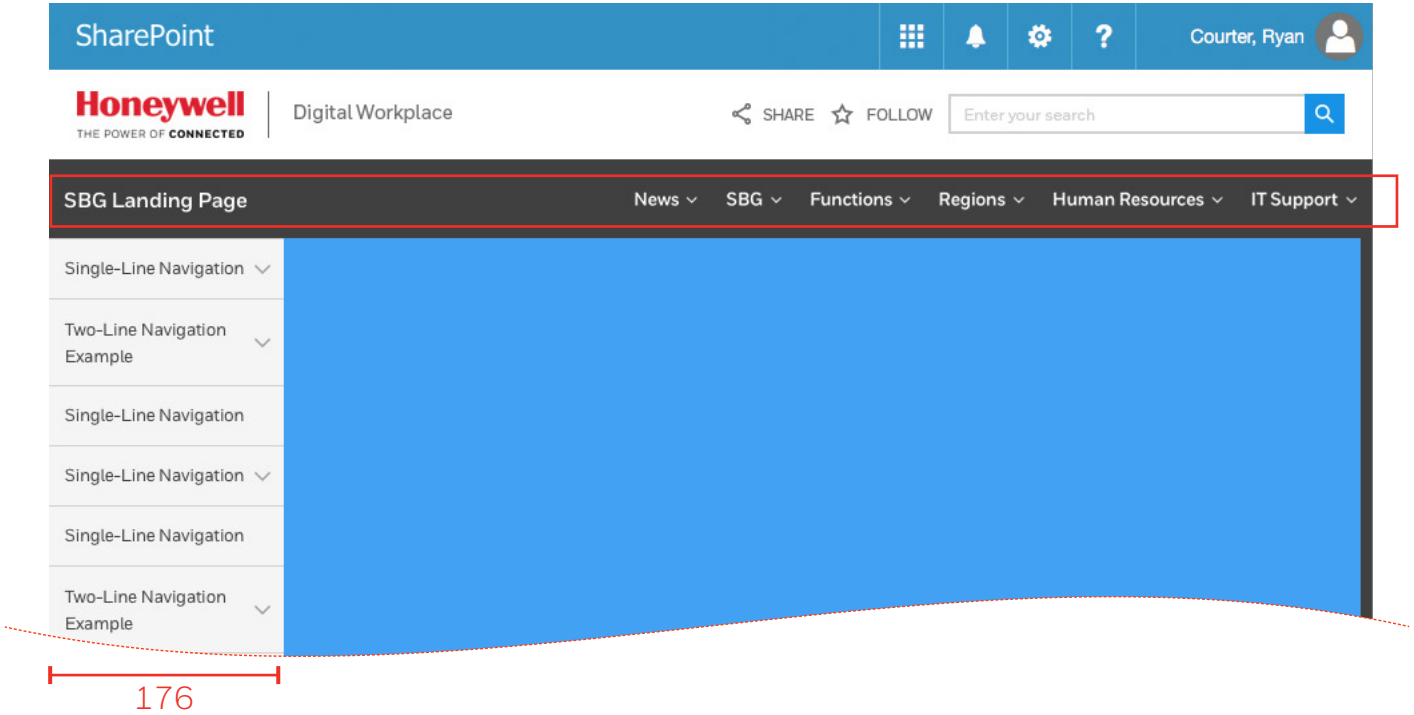 SharePoint
?
Courter, Ryan
Honeywell
THE POWER OF CONNECTED
Digital Workplace
SHARE
FOLLOW
Enter your search
SBG Landing Page
News
SBG
Functions
Regions
Human Resources
IT Support
Single-Line Navigation
Two-Line Navigation
Example
Single-Line Navigation
Single-Line Navigation
Single-Line Navigation
Two-Line Navigation
Example
176